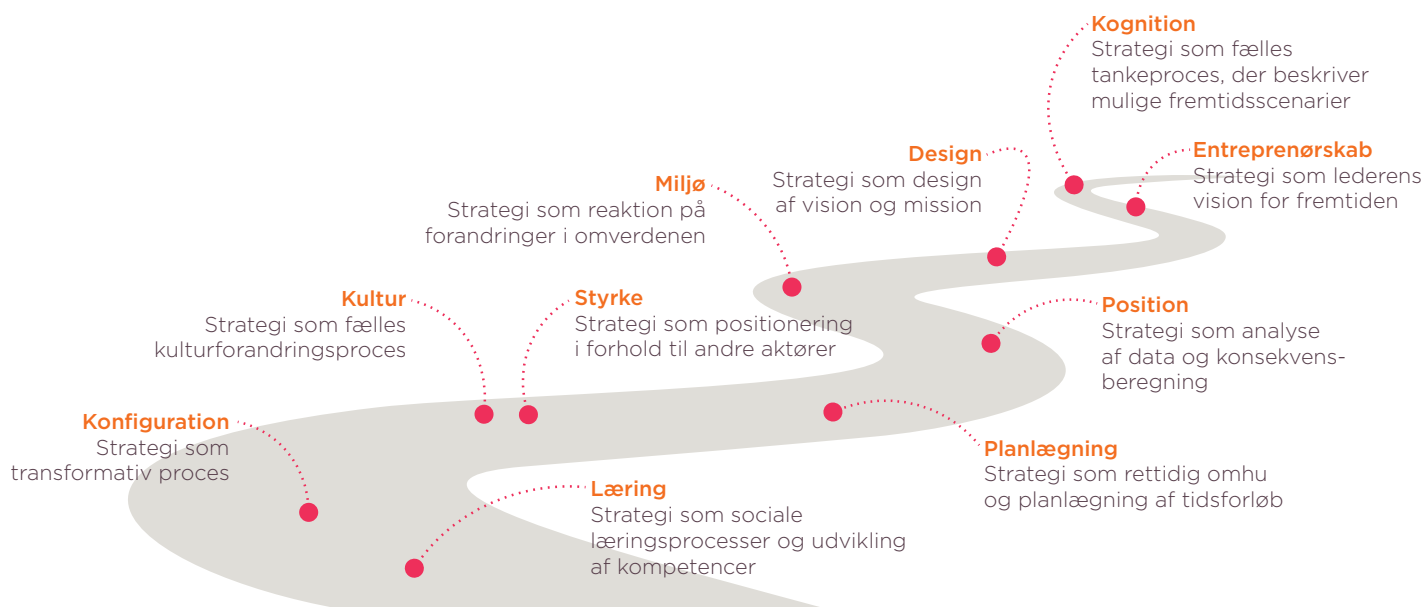 Kognition
Strategi som fælles
tankeproces, der beskriver
mulige fremtidsscenarier
Design
Strategi som design
af vision og mission
Entreprenørskab
Strategi som lederens
vision for fremtiden
Miljø
Strategi som reaktion på
forandringer i omverdenen
Kultur
Strategi som fælles
kulturforandringsproces
Styrke
Strategi som positionering
i forhold til andre aktører
Position
Strategi som analyse
af data og konsekvens-
beregning
Konfiguration
Strategi som
transformativ proces
Planlægning
Strategi som rettidig omhu
og planlægning af tidsforløb
Læring
Strategi som sociale
læringsprocesser og udvikling
af kompetencer